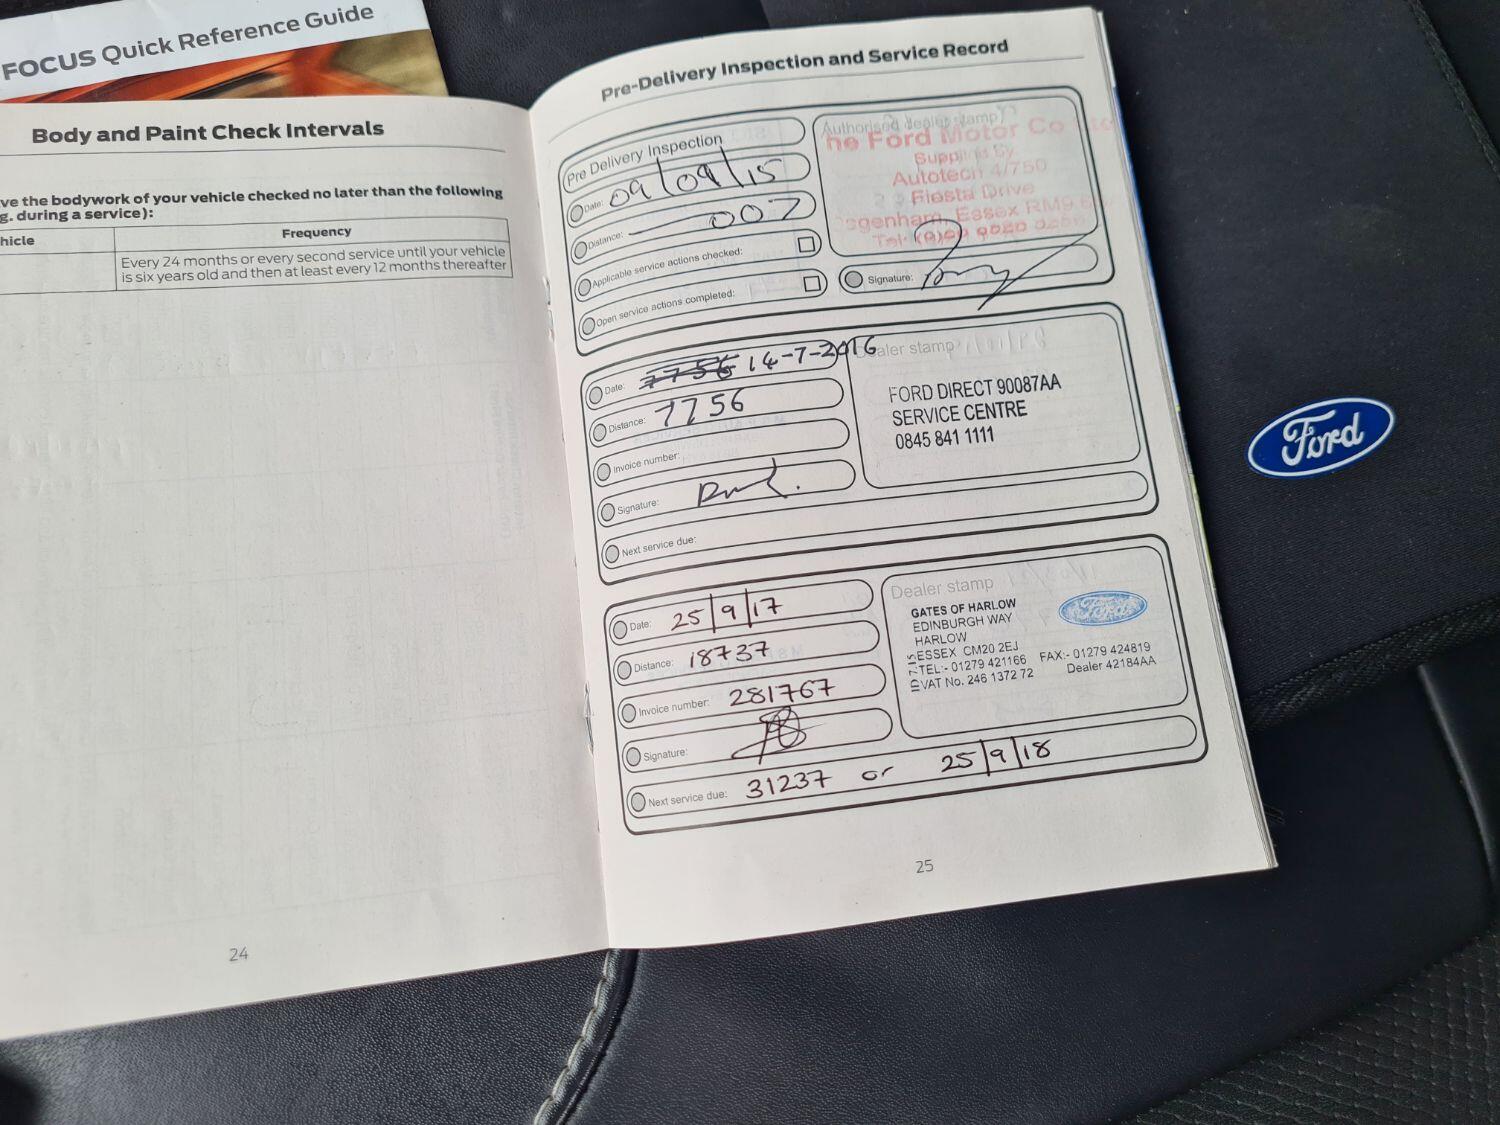 FOCUS Quick Reference Guide
Body and Paint Check Intervals
ve the bodywork of your vehicle checked no later than the following
g. during a service):
hicle
Frequency
Every 24 months or every second service until your vehicle
is six years old and then at least every 12 months thereafter
24
Pre-Delivery Inspection and Service Record
Pre Delivery Inspection
Date: 09/09/15
Distance: 007
Applicable service actions checked:
Open service actions completed:
Authorised dealer stamp
he Ford Motor Co
Supplied By
Autotech 4/750
Fiesta Drive
agenham, Essex RM9
Tel:
Signature:
Date: 7756 14-7-2016
Distance: 7756
Invoice number:
Signature:
Next service due:
Dealer stamp
FORD DIRECT 90087AA
SERVICE CENTRE
0845 841 1111
Date: 25/9/17
Distance: 18737
Invoice number: 281767
Signature:
Next service due: 31237 or 25/9/18
Dealer stamp
GATES OF HARLOW
EDINBURGH WAY
HARLOW
ESSEX CM20 2EJ
TEL:- 01279 421166 FAX:- 01279 424819
VAT No. 246 1372 72 Dealer 42184AA
Ford
25
Ford